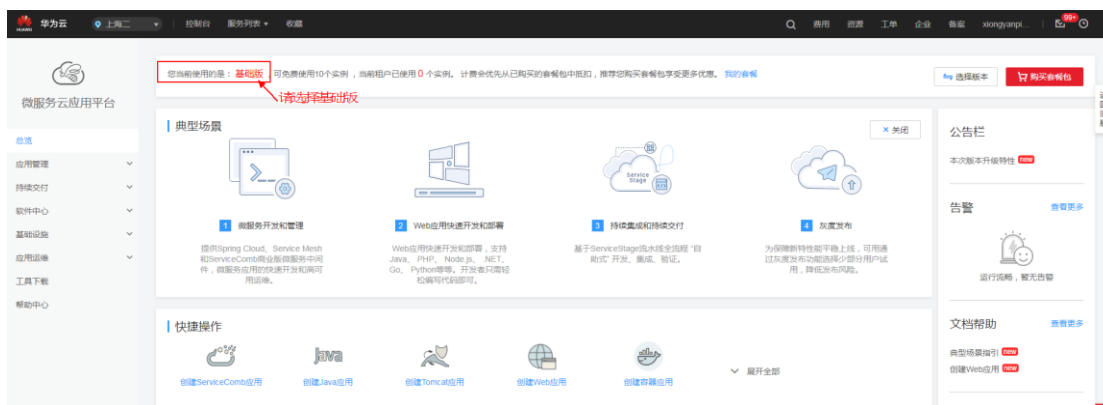 HUAWEI 华为云 上海二 控制台 服务列表 收藏 费用 资源 工单 企业 备案 xiongyanpi... 99+
微服务云应用平台
总览
应用管理
持续交付
软件中心
基础设施
应用运维
工具下载
帮助中心
您当前使用的是： 基础版 ，可免费使用10个实例 ，当前租户已使用 0 个实例。 计费会优先从已购买的套餐包中抵扣，推荐您购买套餐包享受更多优惠。 我的套餐
选择版本 购买套餐包
请选择基础版
典型场景 × 关闭
Service
Stage
1 微服务开发和管理
提供Spring Cloud、Service Mesh
和ServiceComb商业版微服务中间
件，微服务应用的快速开发和高可
用运维。
2 Web应用快速开发和部署
Web应用快速开发和部署，支持
Java、 PHP、 Node.js、 .NET、
Go、 Python等等。开发者只需轻
松编写代码即可。
3 持续集成和持续交付
基于ServiceStage流水线全流程 “自
助式” 开发、集成、验证。
4 灰度发布
为保障新特性能平稳上线，可用通
过灰度发布功能选择少部分用户试
用，降低发布风险。
快捷操作
创建ServiceComb应用
Java
创建Java应用
创建Tomcat应用
创建Web应用
创建容器应用
展开全部
公告栏
本次版本升级特性 new
告警 查看更多
运行流畅，暂无告警
文档帮助 查看更多
典型场景指引 new
创建Web应用 new